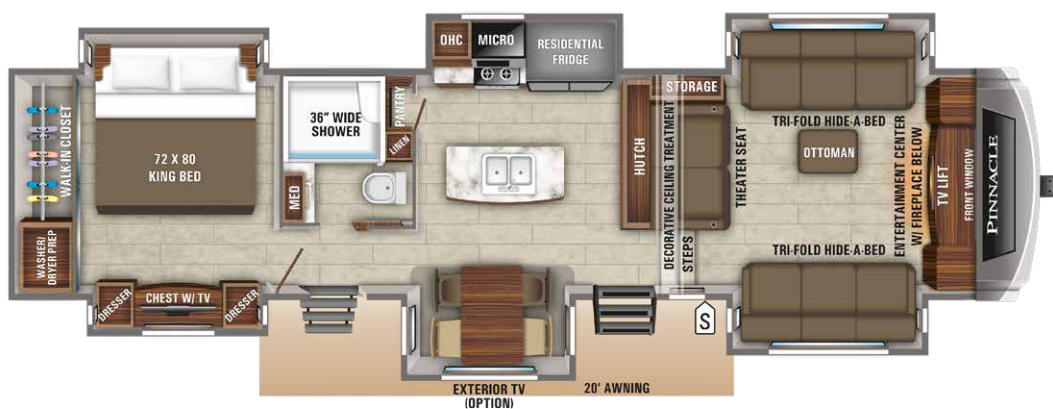 WALK-IN CLOSET
WASHER/
DRYER PREP
72 X 80
KING BED
DRESSER
CHEST W/ TV
DRESSER
36" WIDE
SHOWER
MED
PANTRY
LINEN
OHC
MICRO
RESIDENTIAL
FRIDGE
HUTCH
STORAGE
DECORATIVE CEILING TREATMENT
THEATER SEAT
STEPS
S
TRI-FOLD HIDE-A-BED
OTTOMAN
TRI-FOLD HIDE-A-BED
ENTERTAINMENT CENTER
W/ FIREPLACE BELOW
TV LIFT
FRONT WINDOW
PINNACLE
EXTERIOR TV
(OPTION)
20' AWNING